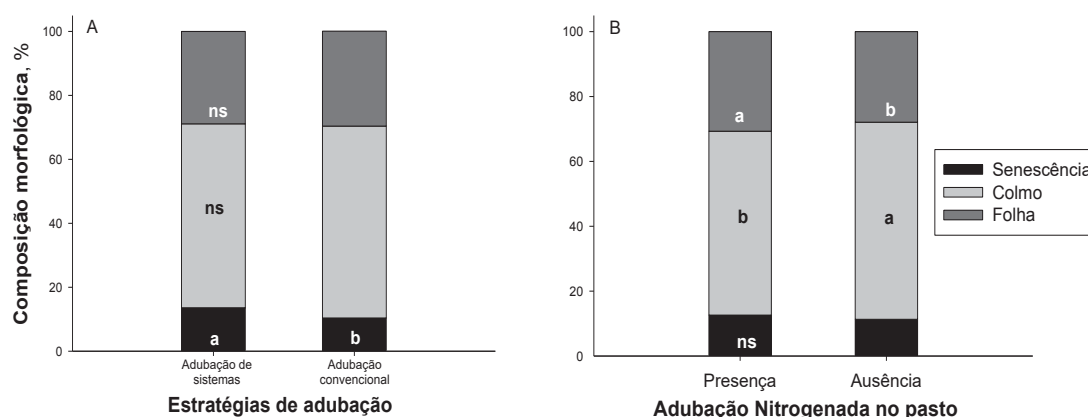 A
Composição morfológica, %
100
80
60
40
20
0
ns
ns
a
b
Adubação de
sistemas
Adubação
convencional
Estratégias de adubação
B
100
80
60
40
20
0
a
b
b
a
ns
Presença
Ausência
Adubação Nitrogenada no pasto
Senescência
Colmo
Folha